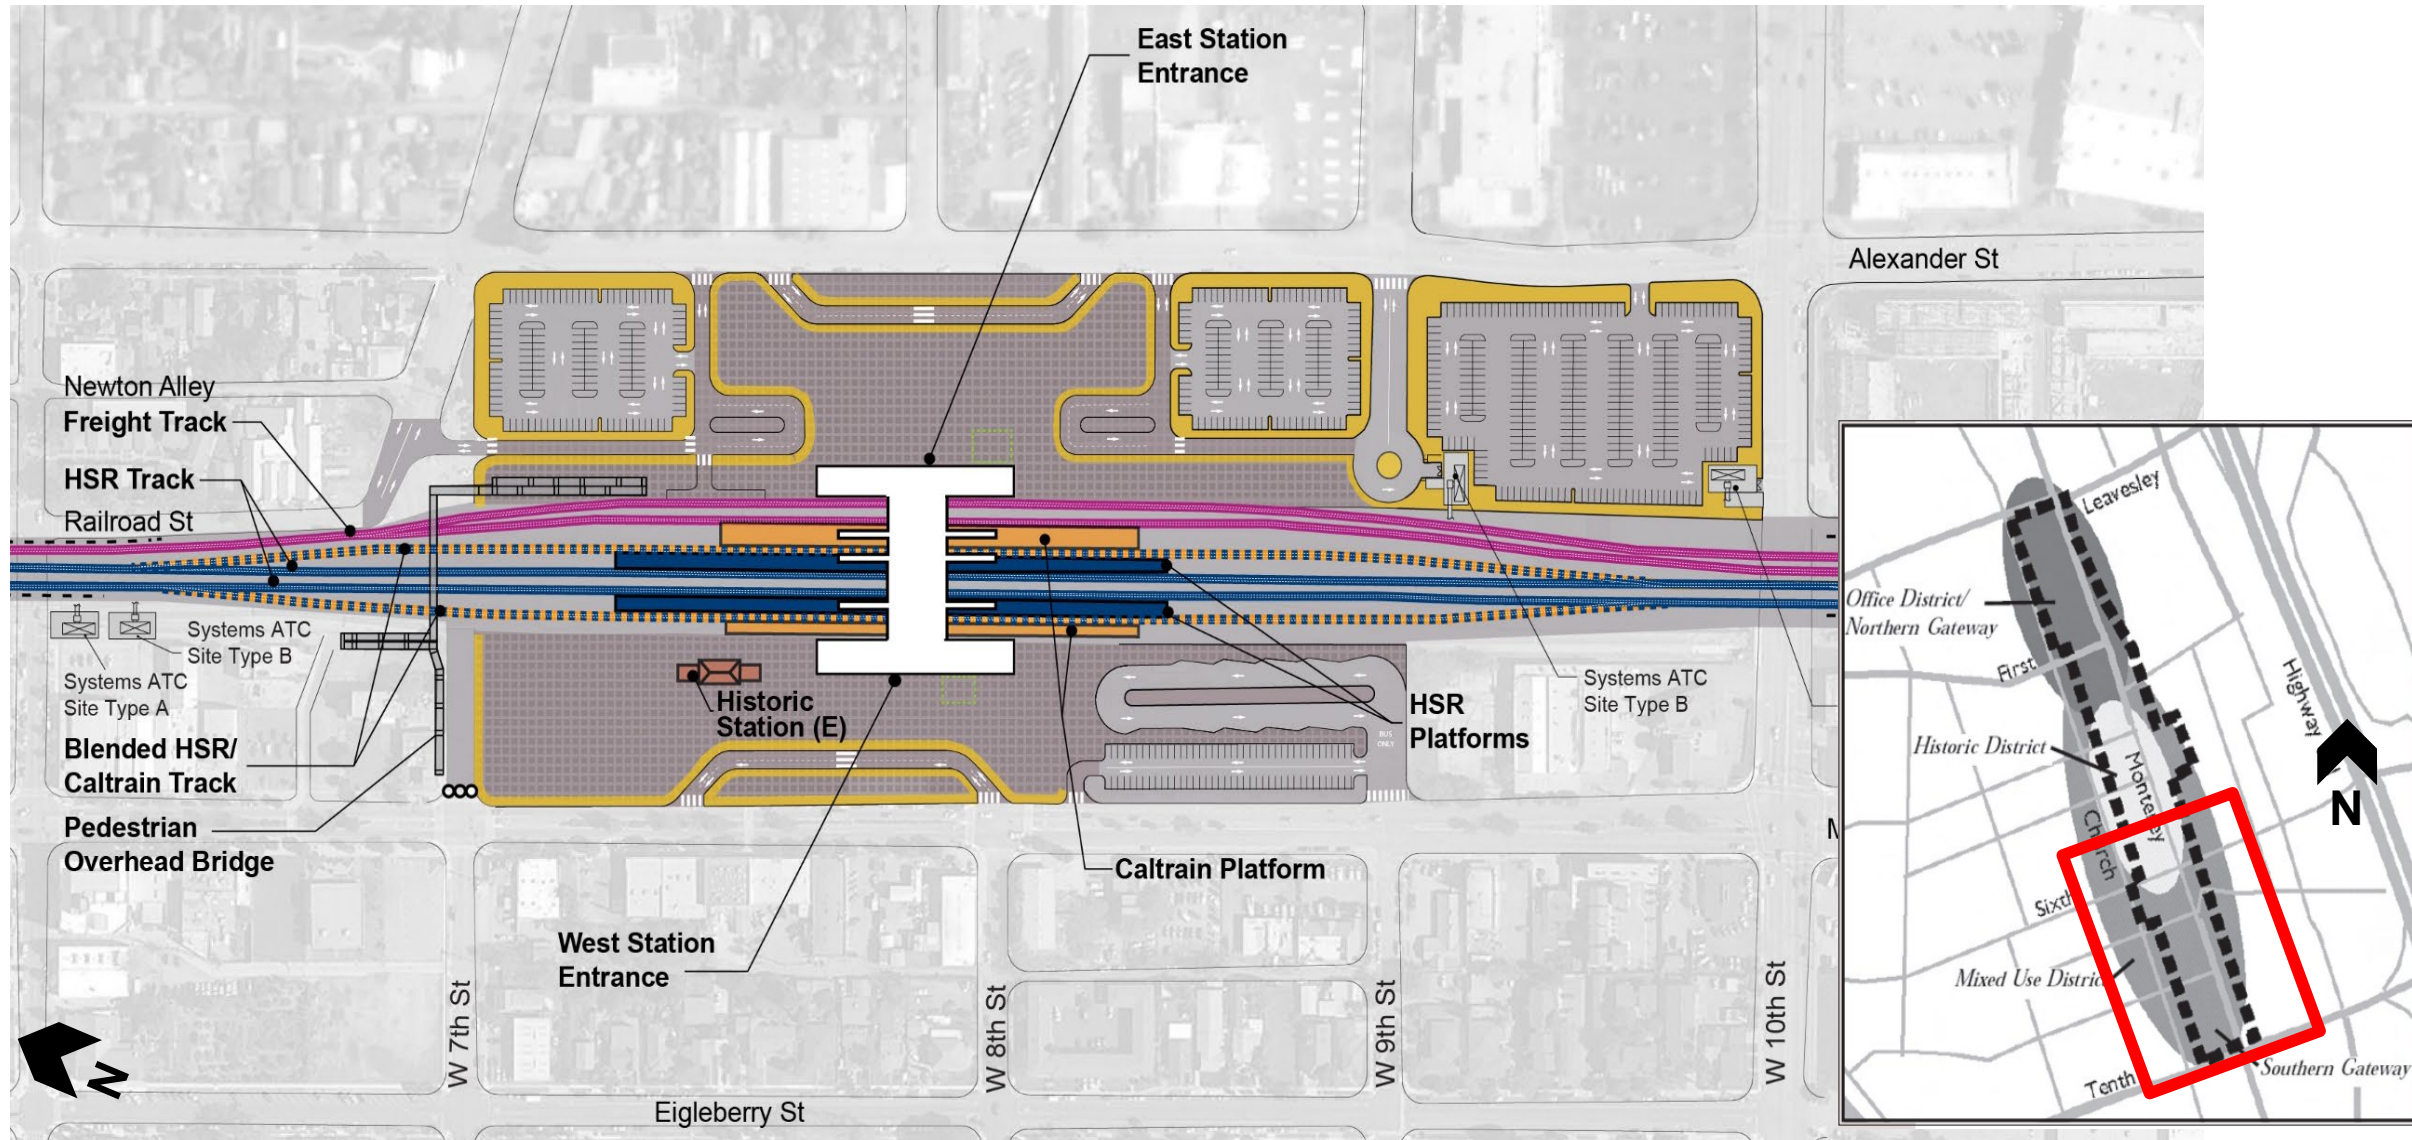 East Station
Entrance
Alexander St
Newton Alley
Freight Track
HSR Track
Railroad St
Systems ATC
Site Type B
Systems ATC
Site Type A
Blended HSR/
Caltrain Track
Pedestrian
Overhead Bridge
Historic
Station (E)
West Station
Entrance
Caltrain Platform
HSR
Platforms
BUS
ONLY
Systems ATC
Site Type B
W 7th St
W 8th St
W 9th St
W 10th St
Eigleberry St
N
Leavesley
Office District/
Northern Gateway
First
Highway
Historic District
Monterey
Church
N
Sixth
Mixed Use District
Southern Gateway
Tenth